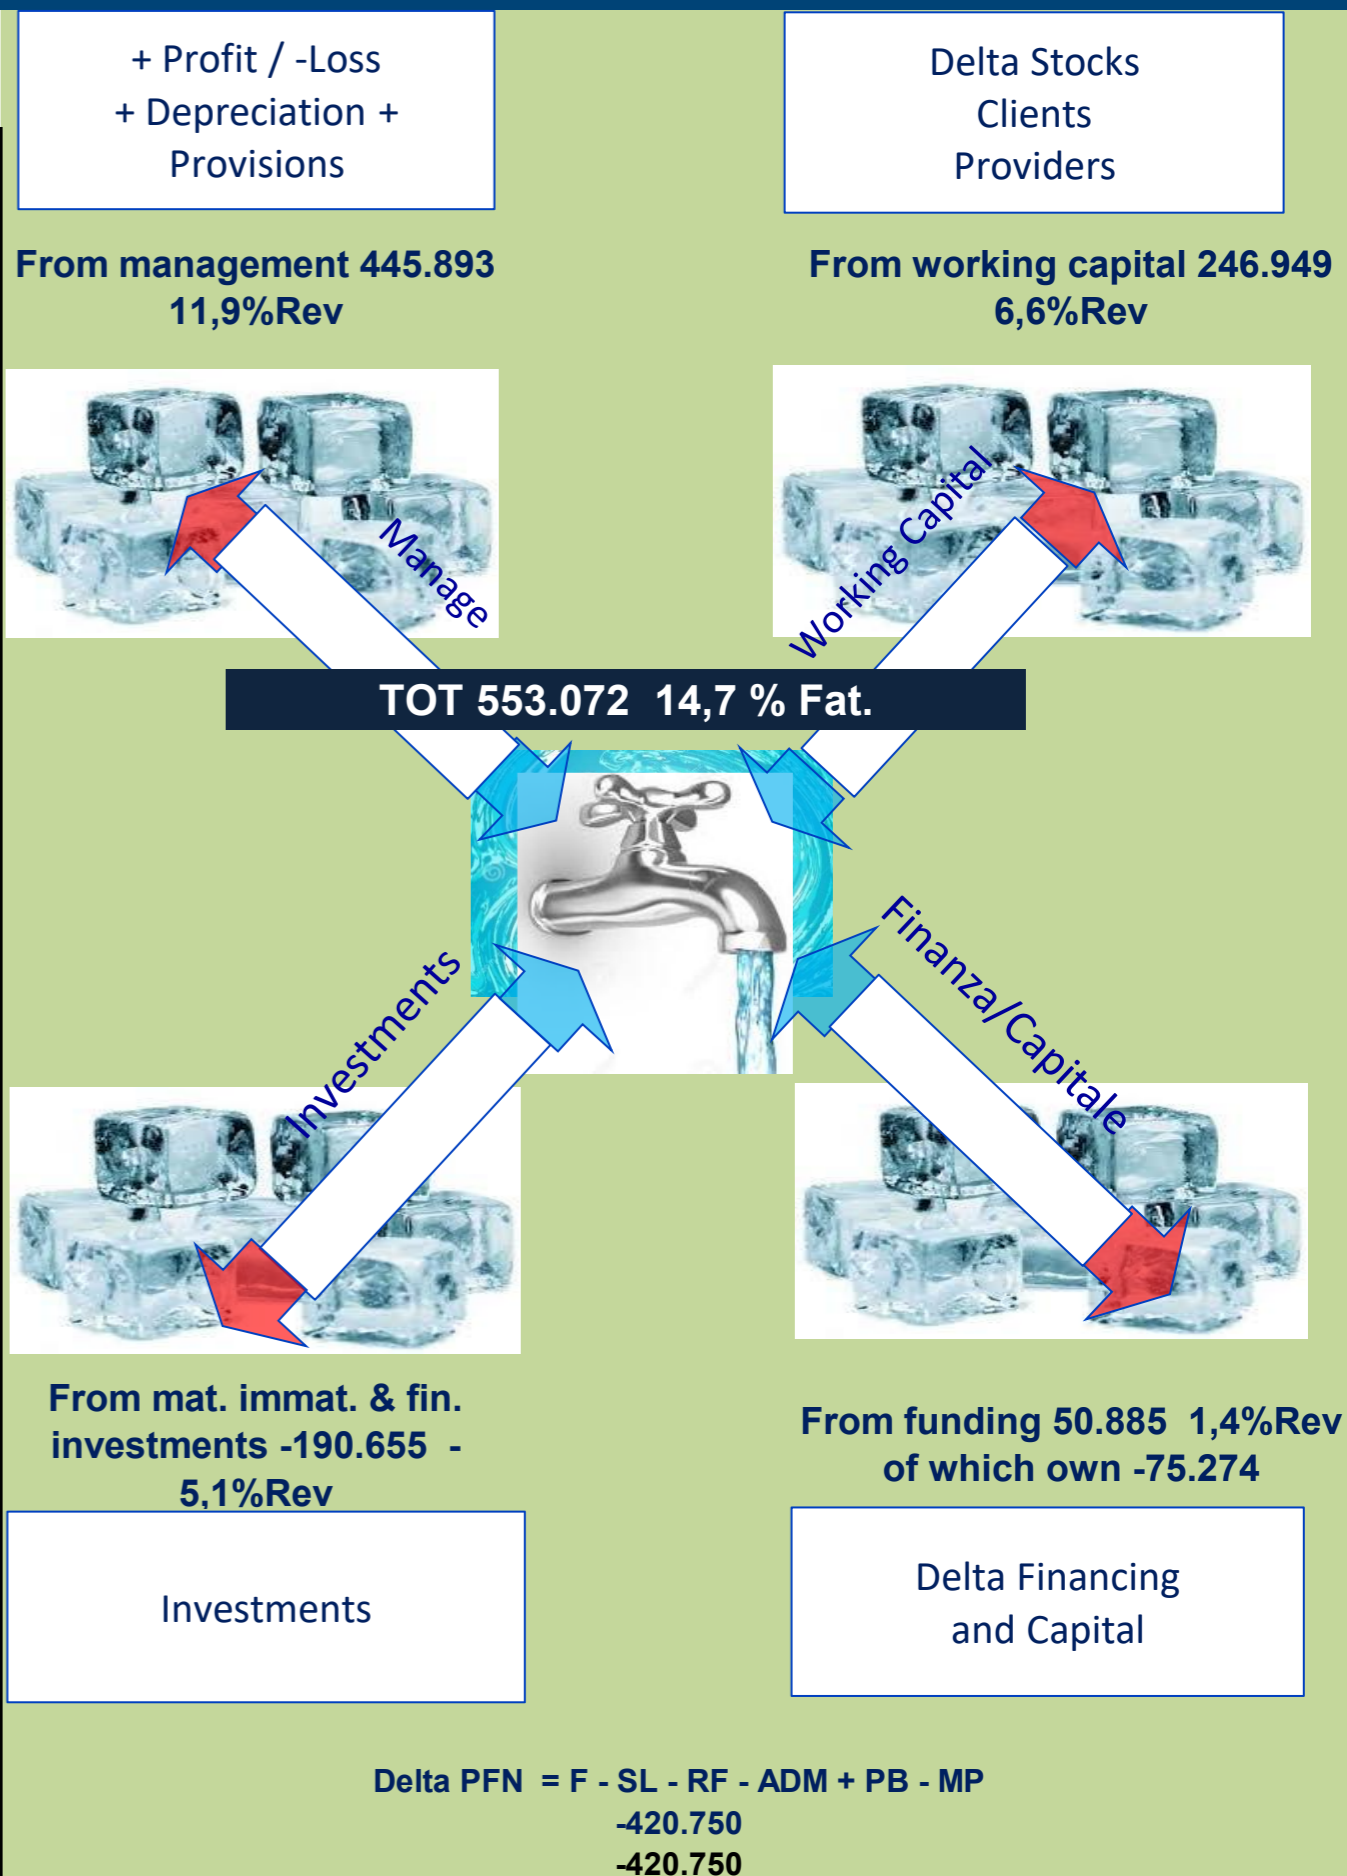 + Profit / -Loss
+ Depreciation +
Provisions
Delta Stocks
Clients
Providers
From management 445.893
11,9%Rev
From working capital 246.949
6,6%Rev
Manage
Working Capital
TOT 553.072  14,7 % Fat.
Investments
Finanza/Capitale
From mat. immat. & fin.
investments -190.655  -
5,1%Rev
From funding 50.885  1,4%Rev
of which own -75.274
Investments
Delta Financing
and Capital
Delta PFN  = F - SL - RF - ADM + PB - MP
-420.750
-420.750